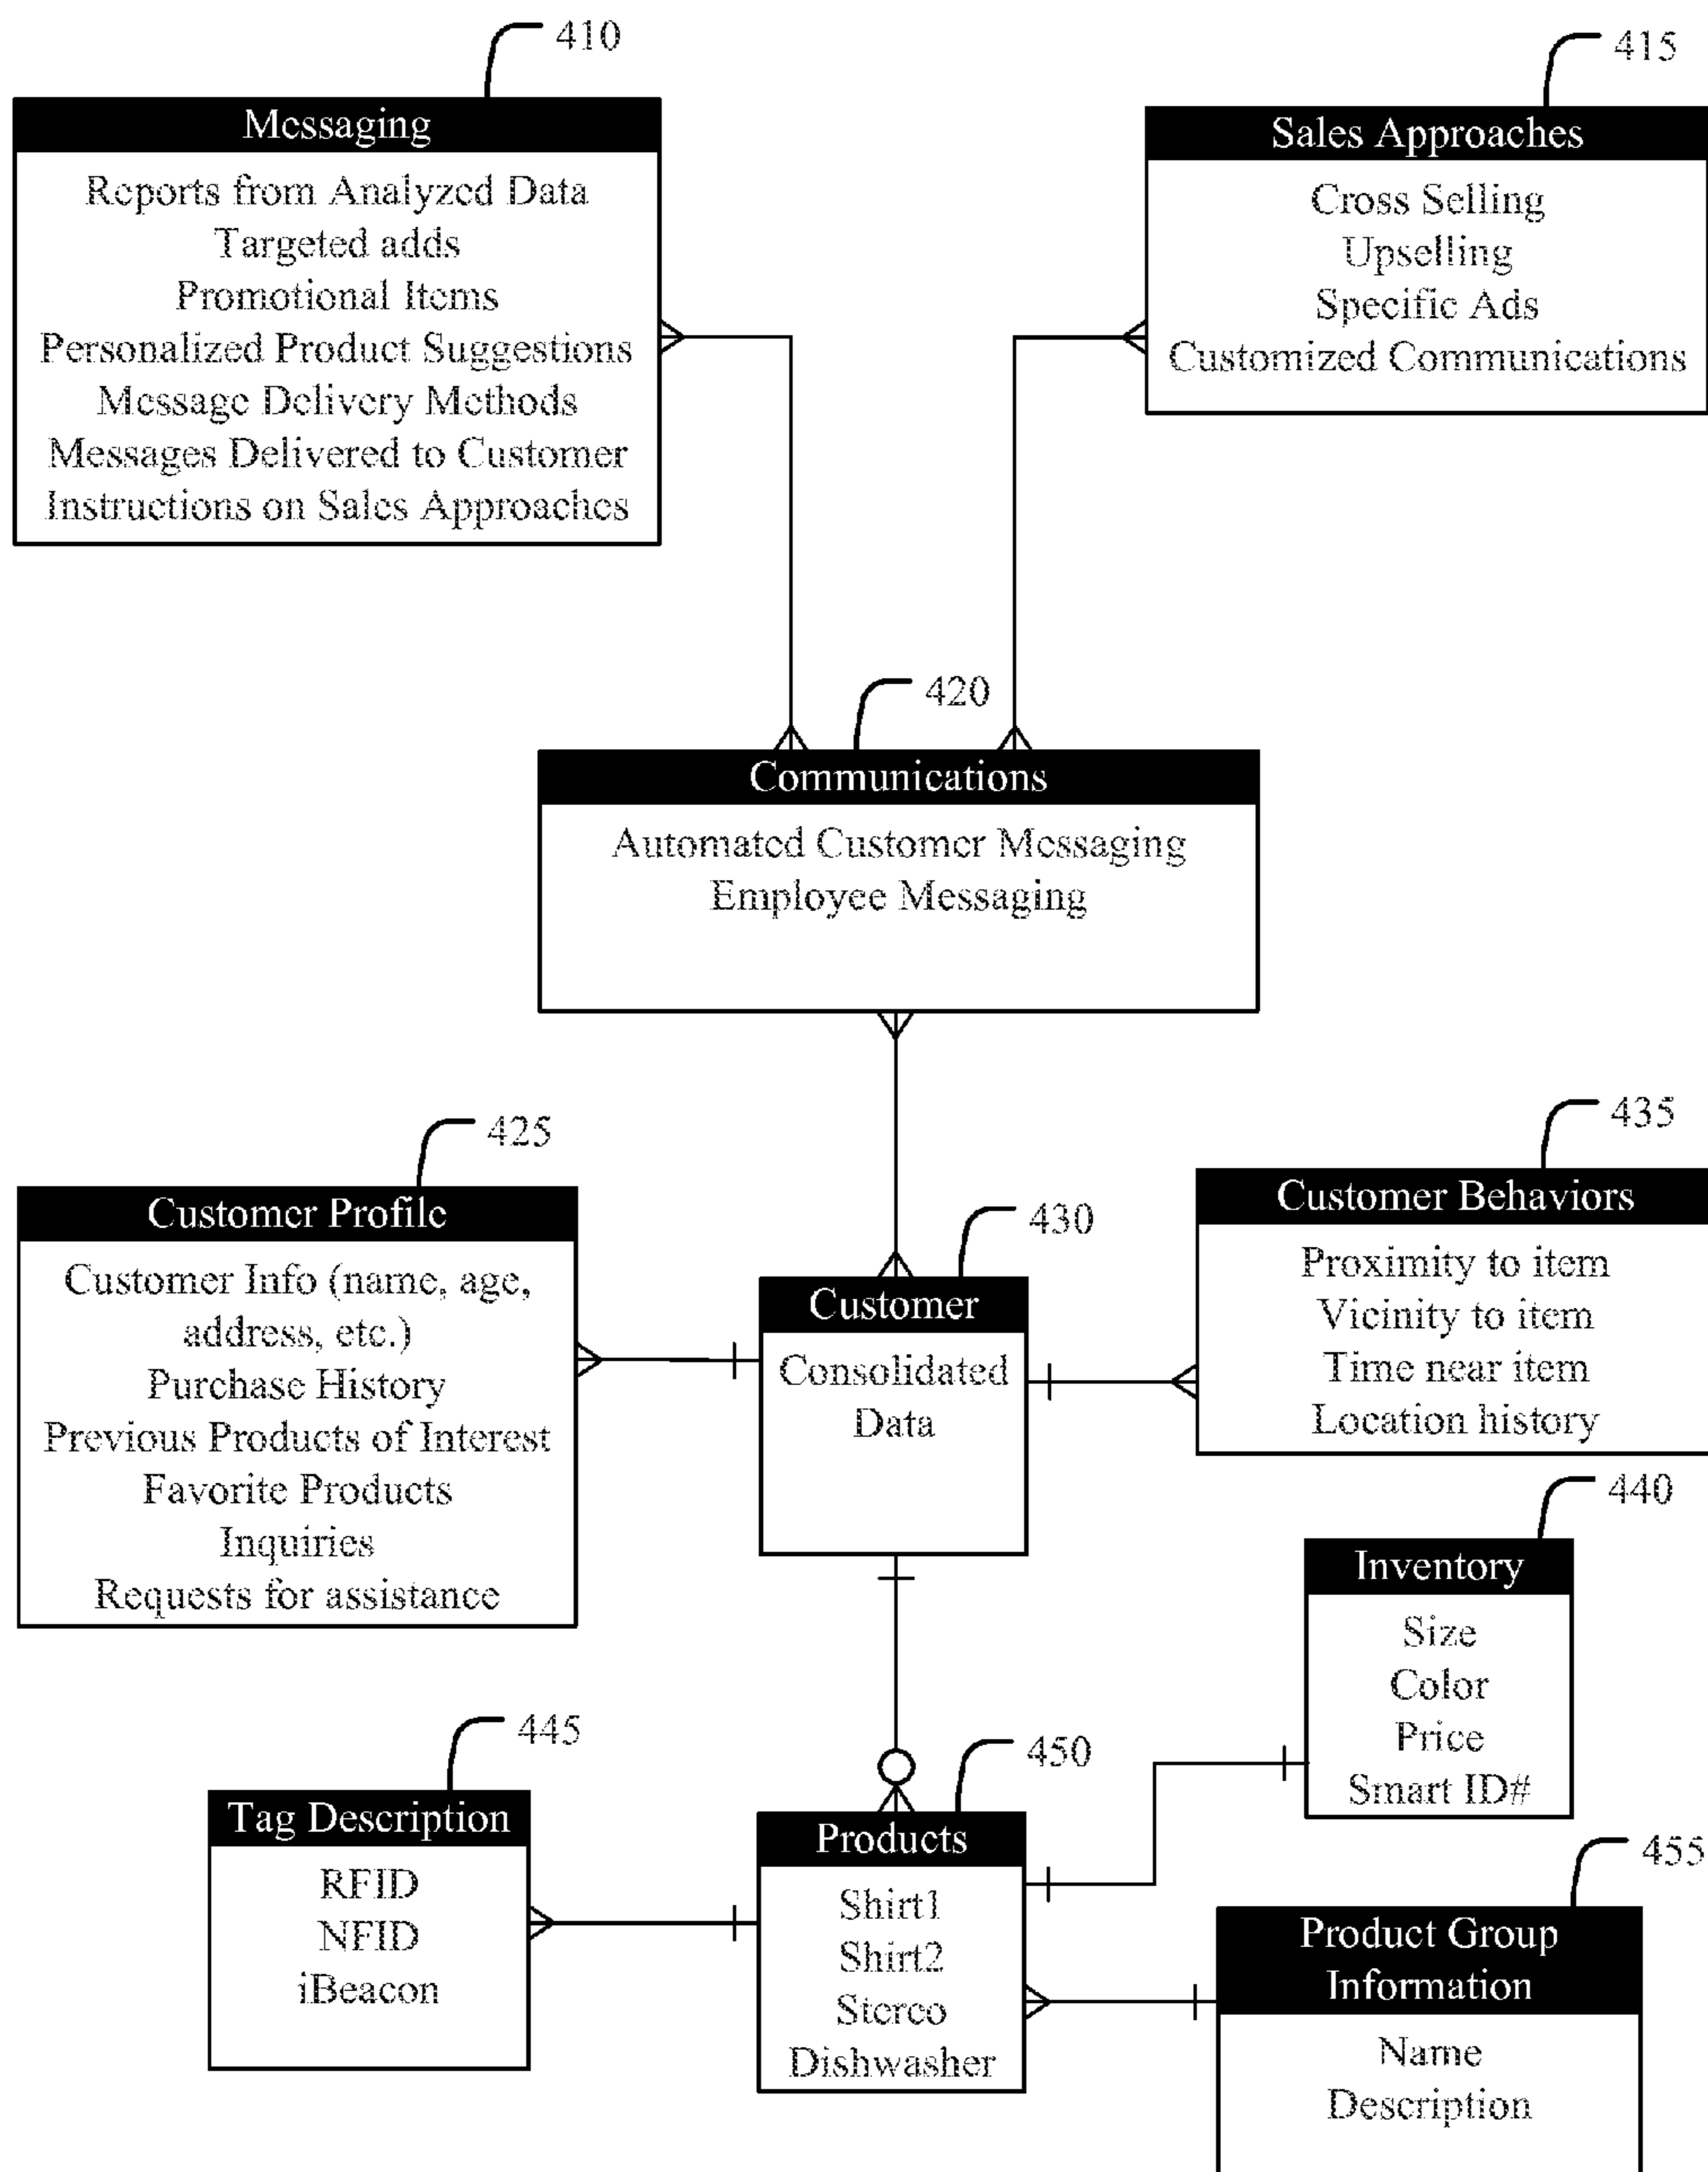 410
Messaging
Reports from Analyzed Data
Targeted adds
Promotional Items
Personalized Product Suggestions
Message Delivery Methods
Messages Delivered to Customer
Instructions on Sales Approaches
415
Sales Approaches
Cross Selling
Upselling
Specific Ads
Customized Communications
420
Communications
Automated Customer Messaging
Employee Messaging
425
Customer Profile
Customer Info (name, age,
address, etc.)
Purchase History
Previous Products of Interest
Favorite Products
Inquiries
Requests for assistance
430
Customer
Consolidated
Data
435
Customer Behaviors
Proximity to item
Vicinity to item
Time near item
Location history
440
Inventory
Size
Color
Price
Smart ID#
445
Tag Description
RFID
NFID
iBeacon
450
Products
Shirt1
Shirt2
Stereo
Dishwasher
455
Product Group
Information
Name
Description